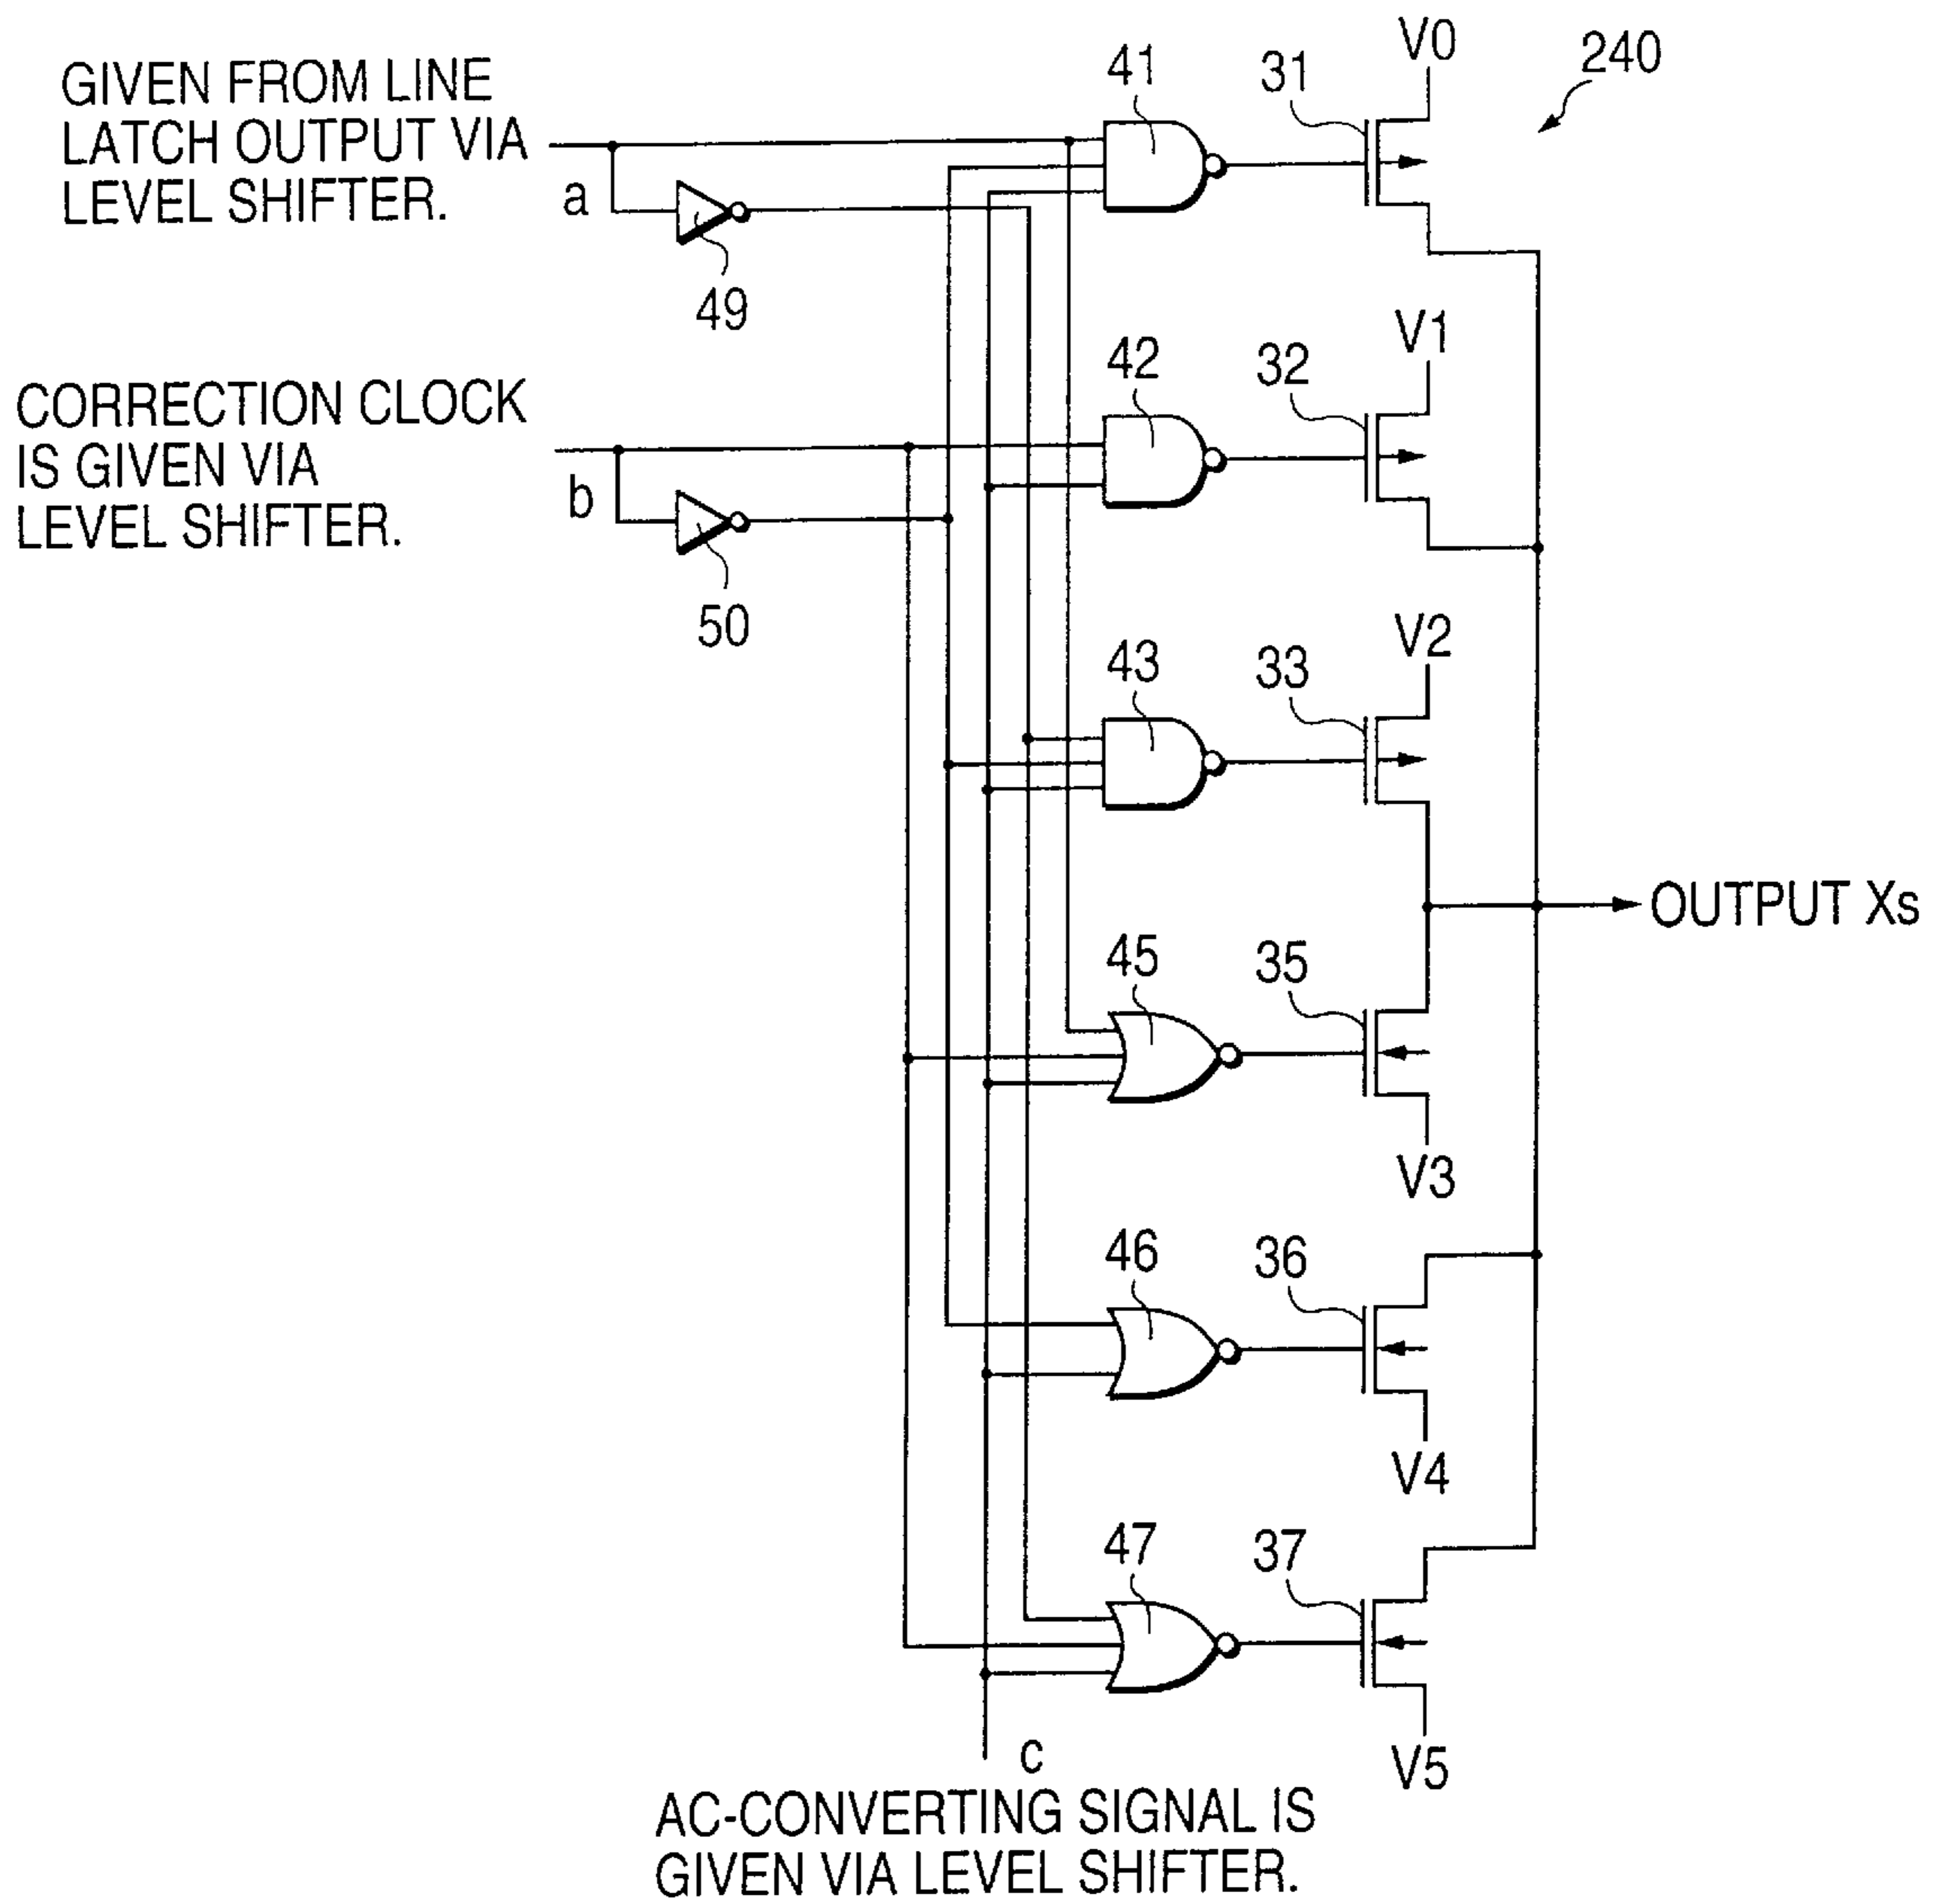 V0
240
41
31
GIVEN FROM LINE
LATCH OUTPUT VIA
LEVEL SHIFTER.
a
49
V1
42
32
CORRECTION CLOCK
IS GIVEN VIA
LEVEL SHIFTER.
b
50
V2
43
33
OUTPUT Xs
45
35
V3
46
36
V4
47
37
V5
c
AC-CONVERTING SIGNAL IS
GIVEN VIA LEVEL SHIFTER.